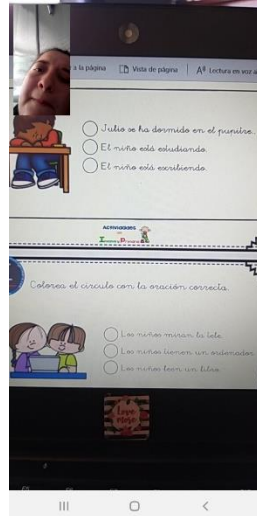 a la página
Vista de página
Lectura en voz a
Julio se ha dormido en el pupitre.
El niño está estudiando.
El niño está escribiendo.
Actividades
Colorea el círculo con la oración correcta.
Los niños miran la tele.
Los niños tienen un ordenador
Los niños leen un libro.